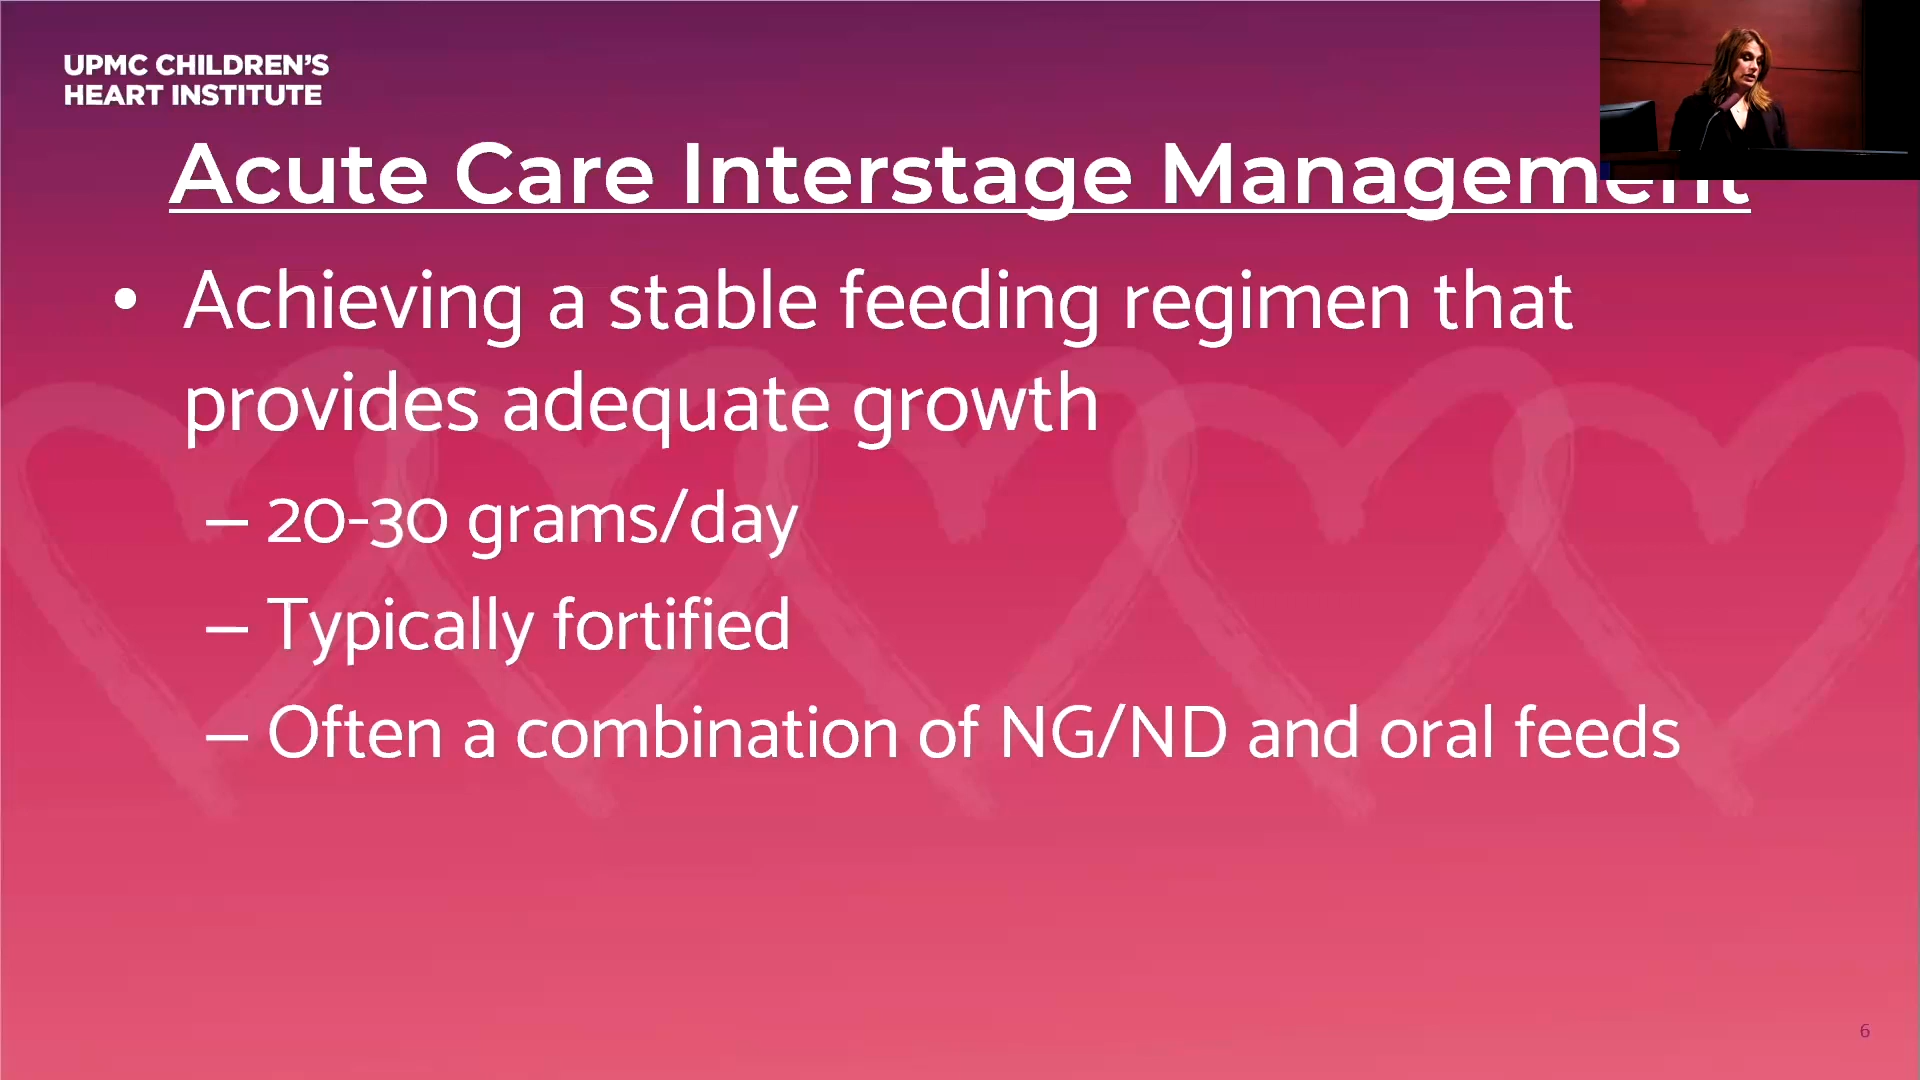 UPMC CHILDREN'S
HEART INSTITUTE
Acute Care Interstage Management
• Achieving a stable feeding regimen that
provides adequate growth
– 20-30 grams/day
– Typically fortified
– Often a combination of NG/ND and oral feeds
6